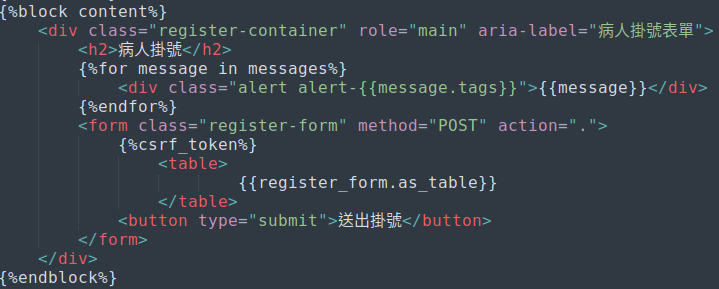 {%block content%}
<div class="register-container" role="main" aria-label="病人掛號表單">
<h2>病人掛號</h2>
{%for message in messages%}
<div class="alert alert-{{message.tags}}">{{message}}</div>
{%endfor%}
<form class="register-form" method="POST" action=".">
{%csrf_token%}
<table>
{{register_form.as_table}}
</table>
<button type="submit">送出掛號</button>
</form>
</div>
{%endblock%}